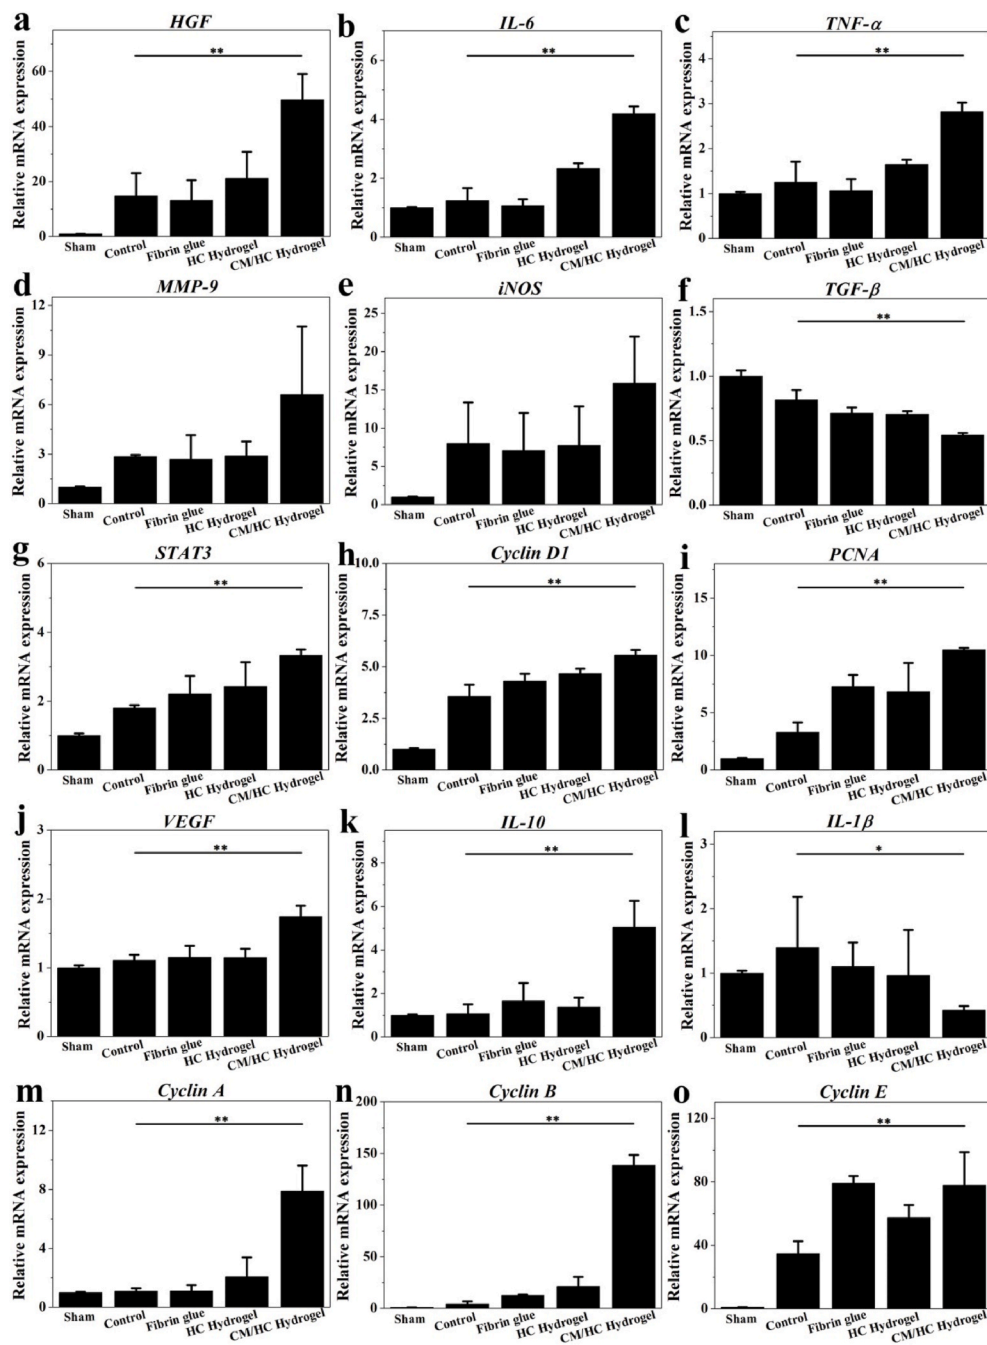 a HGF
Relative mRNA expression
60
40
20
0
**
Sham Control Fibrin glue HC Hydrogel CM/HC Hydrogel
b IL-6
Relative mRNA expression
6
4
2
0
**
Sham Control Fibrin glue HC Hydrogel CM/HC Hydrogel
c TNF-α
Relative mRNA expression
4
3
2
1
0
**
Sham Control Fibrin glue HC Hydrogel CM/HC Hydrogel
d MMP-9
Relative mRNA expression
12
9
6
3
0
Sham Control Fibrin glue HC Hydrogel CM/HC Hydrogel
e iNOS
Relative mRNA expression
25
20
15
10
5
0
Sham Control Fibrin glue HC Hydrogel CM/HC Hydrogel
f TGF-β
Relative mRNA expression
1.5
1.0
0.5
0.0
**
Sham Control Fibrin glue HC Hydrogel CM/HC Hydrogel
g STAT3
Relative mRNA expression
6
4
2
0
**
Sham Control Fibrin glue HC Hydrogel CM/HC Hydrogel
h Cyclin D1
Relative mRNA expression
10.0
7.5
5.0
2.5
0.0
**
Sham Control Fibrin glue HC Hydrogel CM/HC Hydrogel
i PCNA
Relative mRNA expression
15
10
5
0
**
Sham Control Fibrin glue HC Hydrogel CM/HC Hydrogel
j VEGF
Relative mRNA expression
3
2
1
0
**
Sham Control Fibrin glue HC Hydrogel CM/HC Hydrogel
k IL-10
Relative mRNA expression
8
6
4
2
0
**
Sham Control Fibrin glue HC Hydrogel CM/HC Hydrogel
l IL-1β
Relative mRNA expression
3
2
1
0
*
Sham Control Fibrin glue HC Hydrogel CM/HC Hydrogel
m Cyclin A
Relative mRNA expression
12
8
4
0
**
Sham Control Fibrin glue HC Hydrogel CM/HC Hydrogel
n Cyclin B
Relative mRNA expression
200
150
100
50
0
**
Sham Control Fibrin glue HC Hydrogel CM/HC Hydrogel
o Cyclin E
Relative mRNA expression
120
80
40
0
**
Sham Control Fibrin glue HC Hydrogel CM/HC Hydrogel